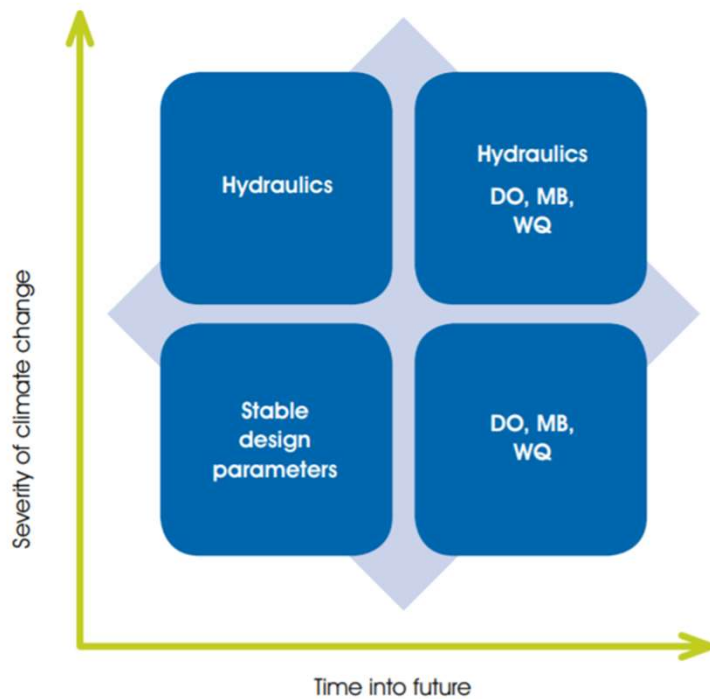 Severity of climate change
Hydraulics
Hydraulics
DO, MB,
WQ
Stable
design
parameters
DO, MB,
WQ
Time into future